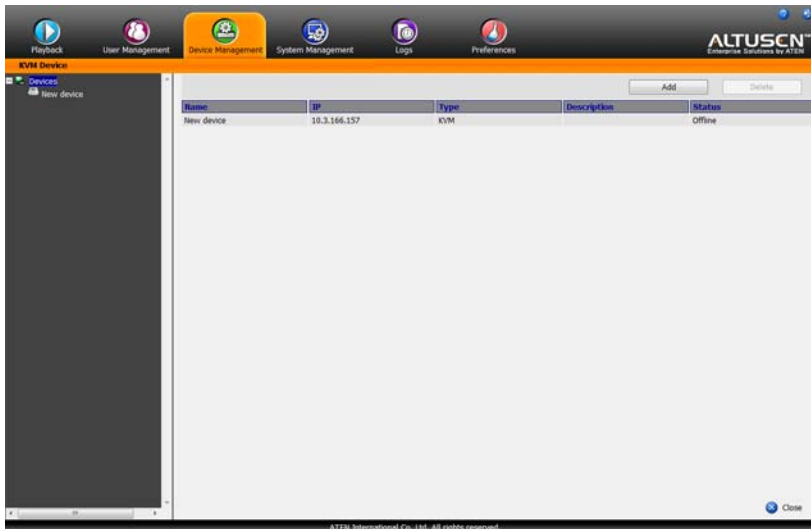 Playback
User Management
Device Management
System Management
Logs
Preferences
ALTUSEN™
Enterprise Solutions by ATEN
KVM Device
Devices
New device
Add
Delete
Name IP Type Description Status
New device 10.3.166.157 KVM Offline
Close
ATEN International Co. Ltd. All rights reserved.